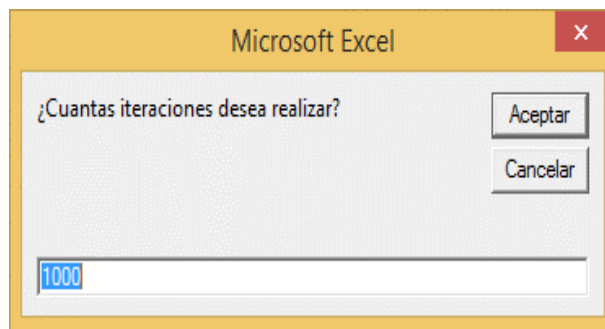 Microsoft Excel
x
¿Cuantas iteraciones desea realizar?
Aceptar
Cancelar
1000